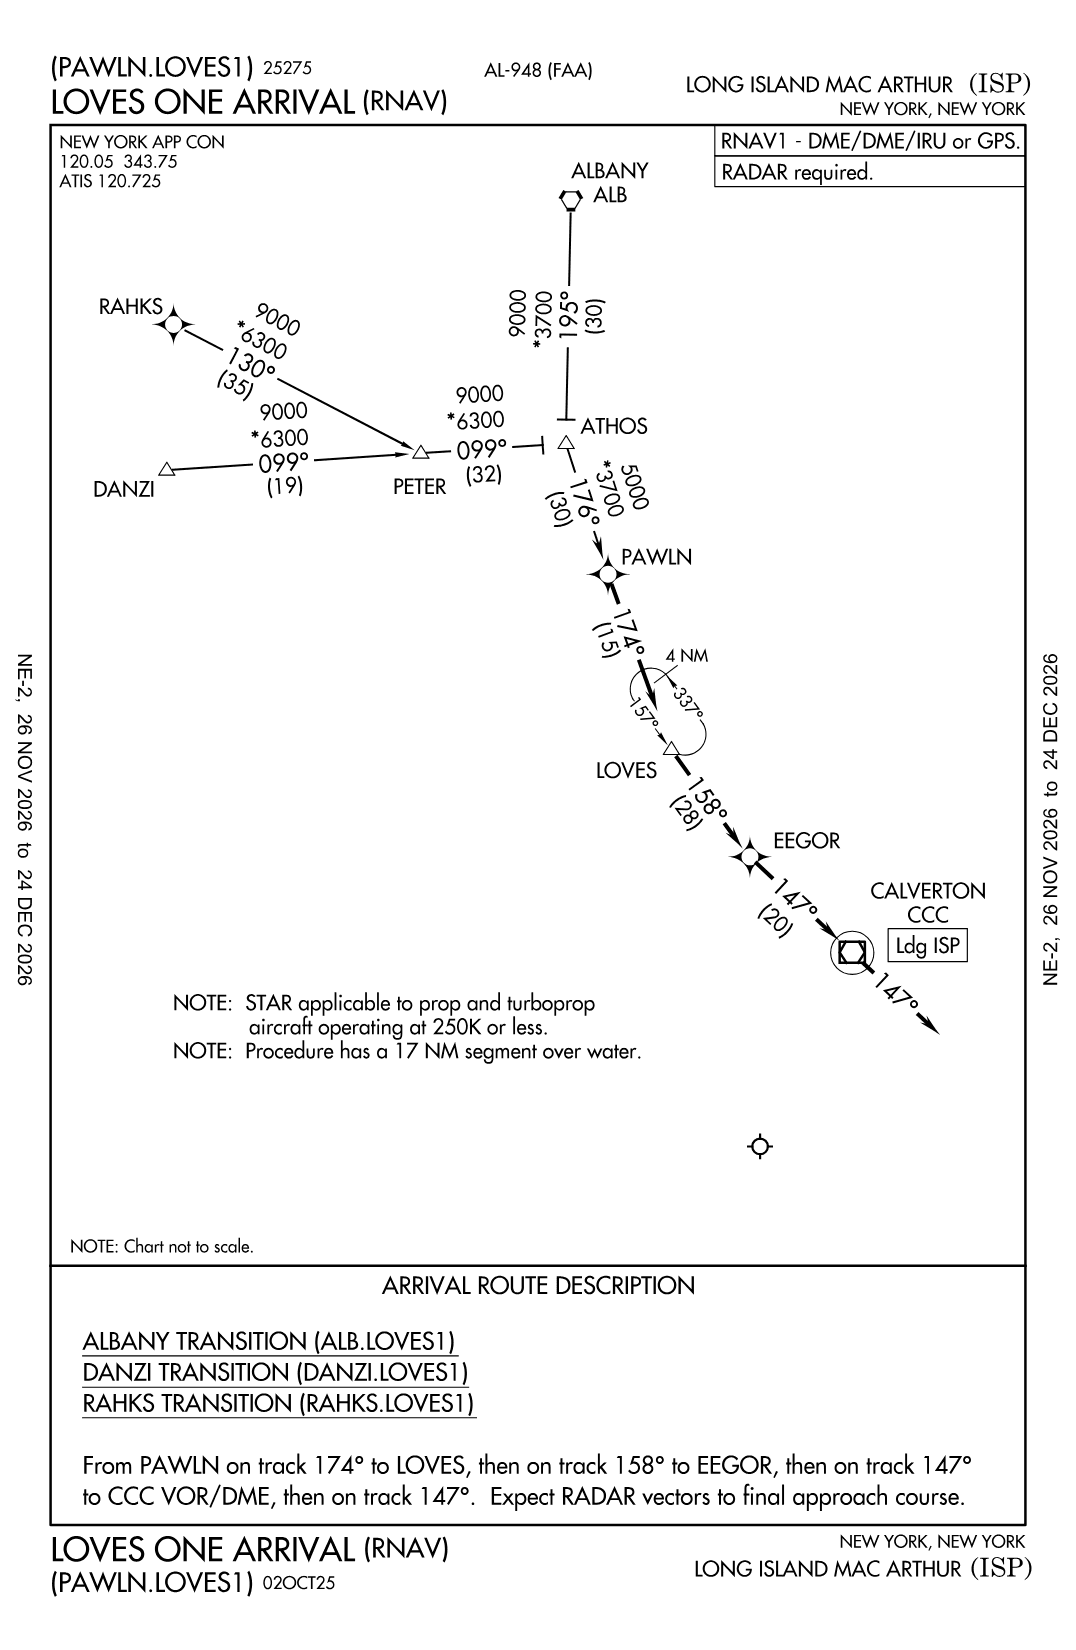 (PAWLN.LOVES1) 25275
AL-948 (FAA)
LONG ISLAND MAC ARTHUR (ISP)
LOVES ONE ARRIVAL (RNAV)
NEW YORK, NEW YORK
NEW YORK APP CON
120.05 343.75
ATIS 120.725
RNAV1 - DME/DME/IRU or GPS.
RADAR required.
ALBANY
ALB
9000
*3700
195°
(30)
RAHKS
9000
*6300
130°
(35)
9000
*6300
099°
(19)
DANZI
9000
*6300
099°
(32)
PETER
ATHOS
5000
*3700
176°
(30)
PAWLN
174°
(15)
4 NM
337°
157°
LOVES
158°
(28)
EEGOR
147°
(20)
CALVERTON
CCC
Ldg ISP
147°
NOTE: STAR applicable to prop and turboprop
aircraft operating at 250K or less.
NOTE: Procedure has a 17 NM segment over water.
NOTE: Chart not to scale.
NE-2, 26 NOV 2026 to 24 DEC 2026
NE-2, 26 NOV 2026 to 24 DEC 2026
ARRIVAL ROUTE DESCRIPTION
ALBANY TRANSITION (ALB.LOVES1)
DANZI TRANSITION (DANZI.LOVES1)
RAHKS TRANSITION (RAHKS.LOVES1)
From PAWLN on track 174° to LOVES, then on track 158° to EEGOR, then on track 147°
to CCC VOR/DME, then on track 147°. Expect RADAR vectors to final approach course.
LOVES ONE ARRIVAL (RNAV)
NEW YORK, NEW YORK
(PAWLN.LOVES1) 02OCT25
LONG ISLAND MAC ARTHUR (ISP)